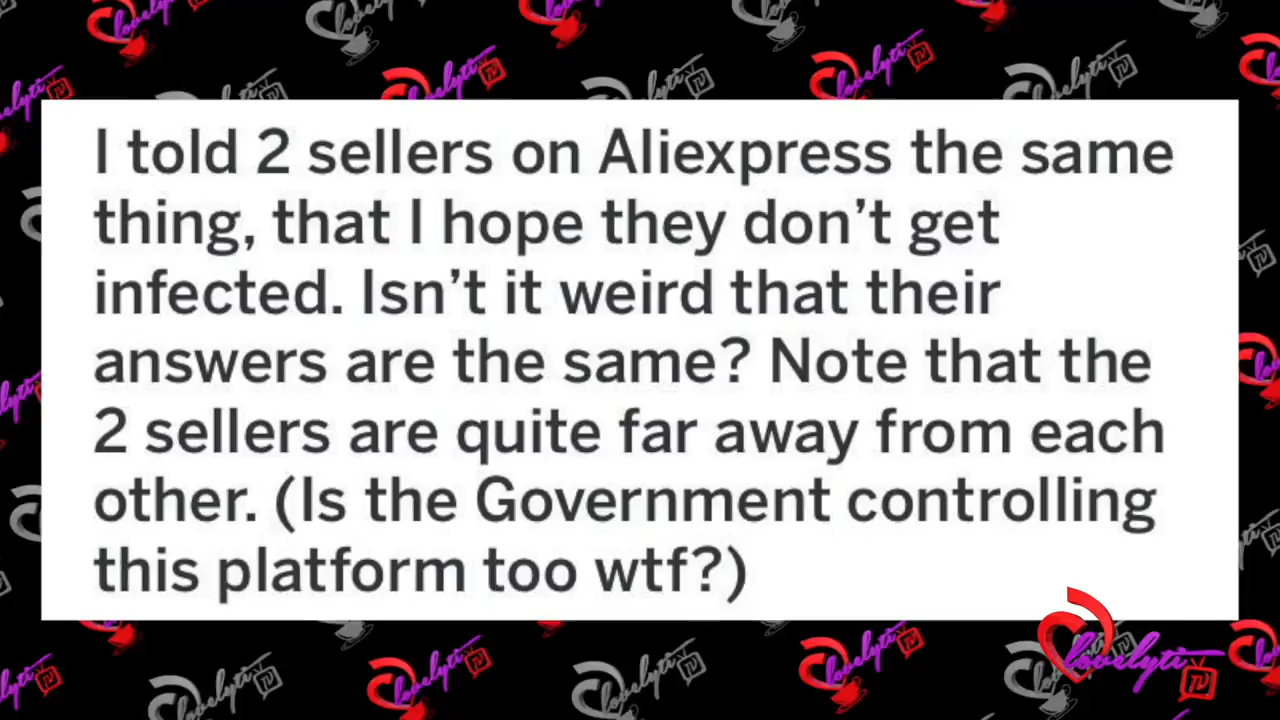 I told 2 sellers on Aliexpress the same
thing, that I hope they don’t get
infected. Isn’t it weird that their
answers are the same? Note that the
2 sellers are quite far away from each
other. (Is the Government controlling
this platform too wtf?)
lovelyti TV